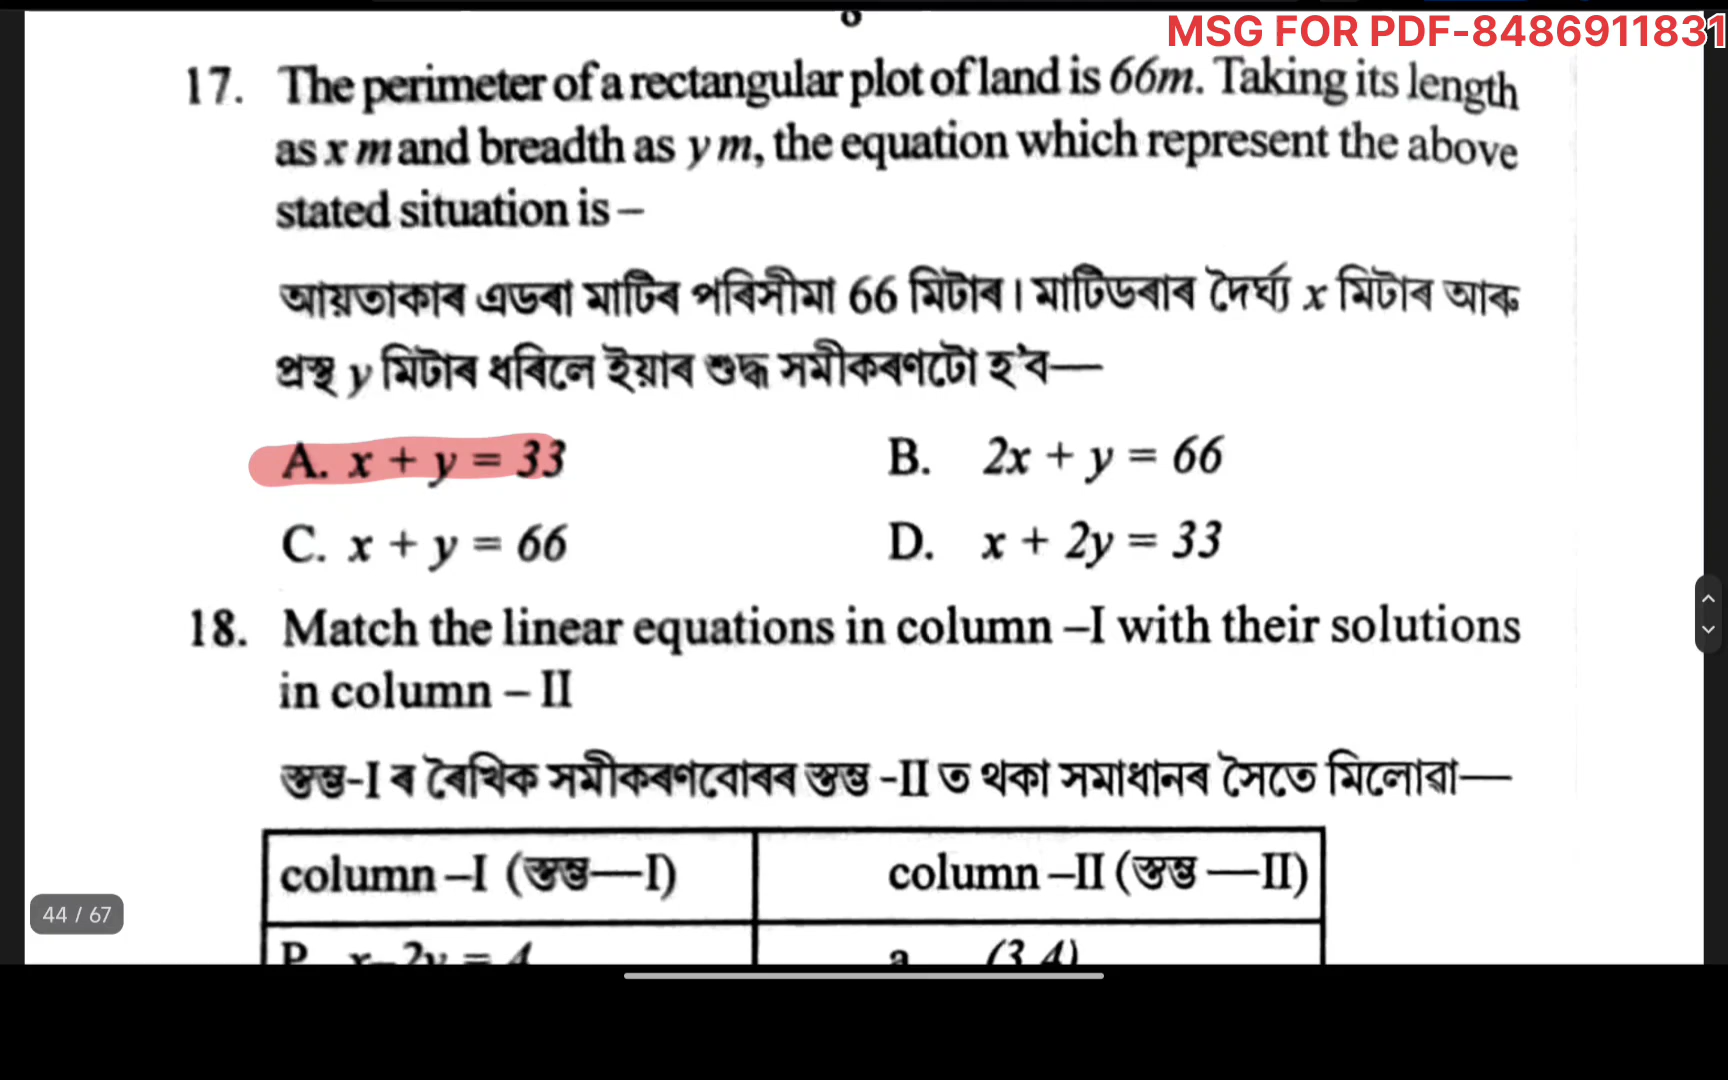 MSG FOR PDF-8486911831
17. The perimeter of a rectangular plot of land is 66m. Taking its length
as x m and breadth as y m, the equation which represent the above
stated situation is –
আয়তাকাৰ এডৰা মাটিৰ পৰিসীমা 66 মিটাৰ। মাটিডৰাৰ দৈৰ্ঘ্য x মিটাৰ আৰু
প্ৰস্থ y মিটাৰ ধৰিলে ইয়াৰ শুদ্ধ সমীকৰণটো হ'ব—
A. x + y = 33 B. 2x + y = 66
C. x + y = 66 D. x + 2y = 33
18. Match the linear equations in column –I with their solutions
in column – II
স্তম্ভ-I ৰ ৰৈখিক সমীকৰণবোৰৰ স্তম্ভ -II ত থকা সমাধানৰ সৈতে মিলোৱা—
column –I (স্তম্ভ—I) column –II (স্তম্ভ —II)
44 / 67
P x– 2y = 4 a (3,4)